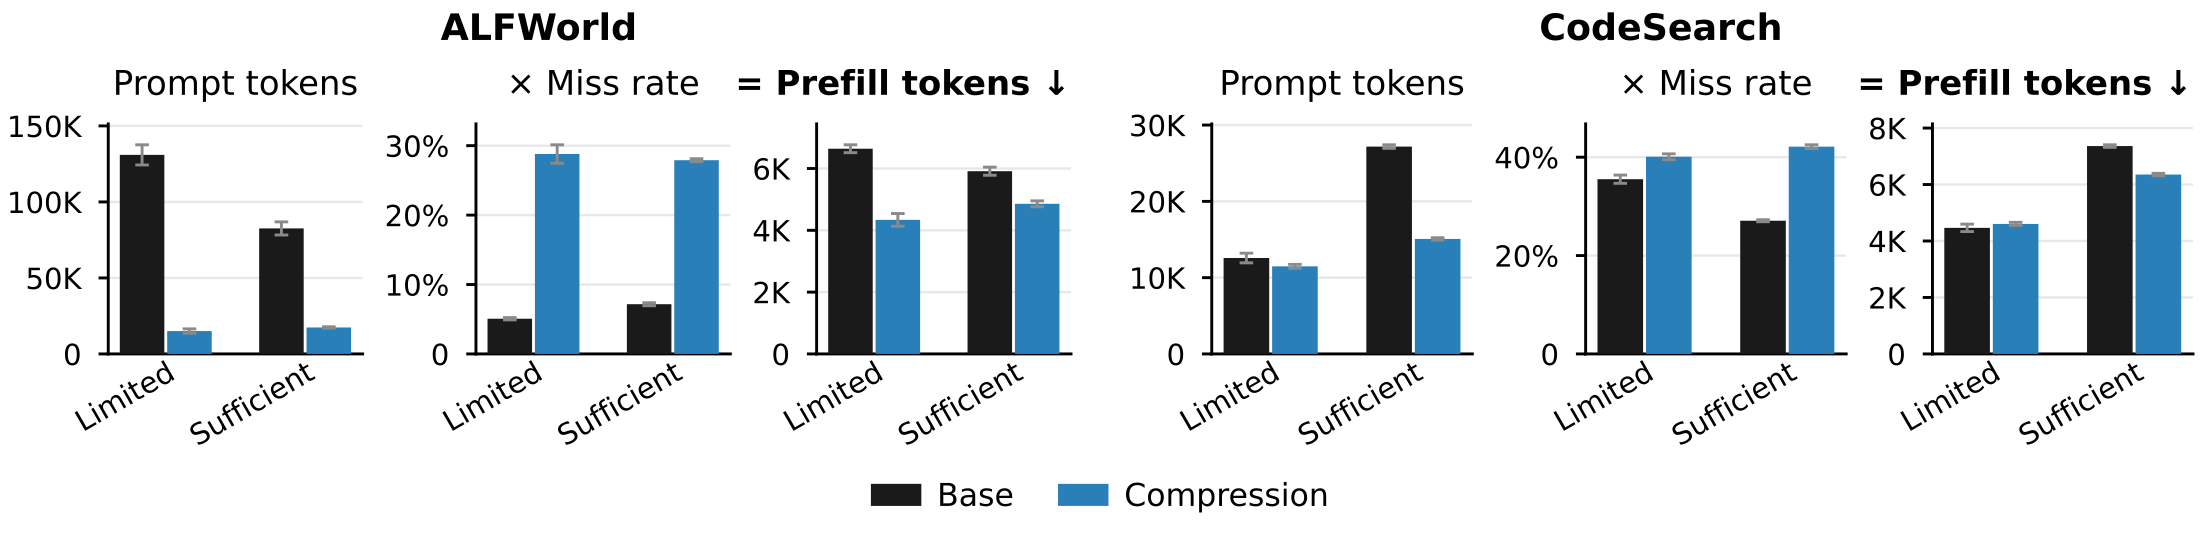 ALFWorld
CodeSearch
Prompt tokens
× Miss rate
= Prefill tokens ↓
Prompt tokens
× Miss rate
= Prefill tokens ↓
150K
100K
50K
0
Limited
Sufficient
30%
20%
10%
0
Limited
Sufficient
6K
4K
2K
0
Limited
Sufficient
30K
20K
10K
0
Limited
Sufficient
40%
20%
0
Limited
Sufficient
8K
6K
4K
2K
0
Limited
Sufficient
Base
Compression